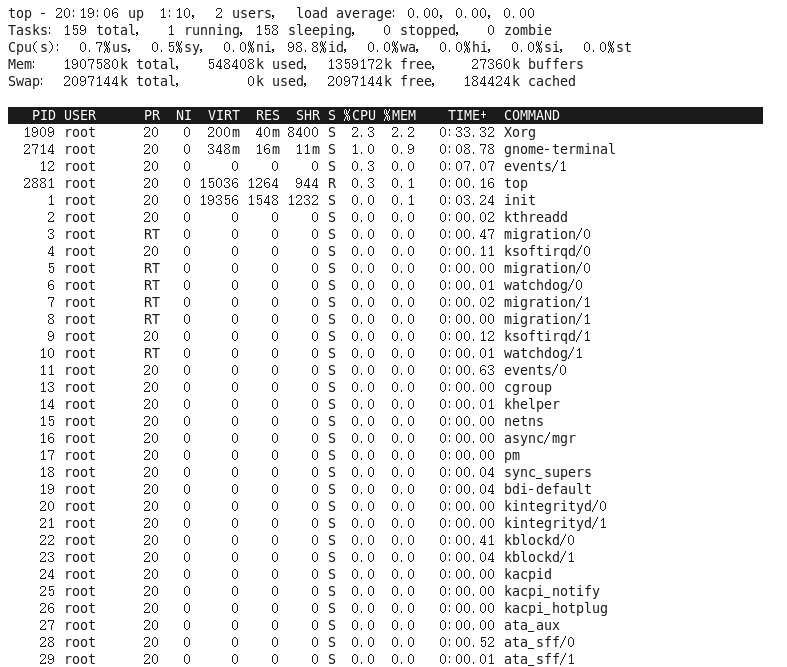 top - 20:19:06 up  1:10,  2 users,  load average: 0.00, 0.00, 0.00
Tasks: 159 total,   1 running, 158 sleeping,   0 stopped,   0 zombie
Cpu(s):  0.7%us,  0.5%sy,  0.0%ni, 98.8%id,  0.0%wa,  0.0%hi,  0.0%si,  0.0%st
Mem:   1907580k total,   548408k used,  1359172k free,    27360k buffers
Swap:  2097144k total,        0k used,  2097144k free,   184424k cached
PID USER      PR  NI  VIRT  RES  SHR S %CPU %MEM    TIME+  COMMAND
1909 root      20   0  200m  40m 8400 S  2.3  2.2   0:33.32 Xorg
2714 root      20   0  348m  16m  11m S  1.0  0.9   0:08.78 gnome-terminal
12 root      20   0     0    0    0 S  0.3  0.0   0:07.07 events/1
2881 root      20   0 15036 1264  944 R  0.3  0.1   0:00.16 top
1 root      20   0 19356 1548 1232 S  0.0  0.1   0:03.24 init
2 root      20   0     0    0    0 S  0.0  0.0   0:00.02 kthreadd
3 root      RT   0     0    0    0 S  0.0  0.0   0:00.47 migration/0
4 root      20   0     0    0    0 S  0.0  0.0   0:00.11 ksoftirqd/0
5 root      RT   0     0    0    0 S  0.0  0.0   0:00.00 migration/0
6 root      RT   0     0    0    0 S  0.0  0.0   0:00.01 watchdog/0
7 root      RT   0     0    0    0 S  0.0  0.0   0:00.02 migration/1
8 root      RT   0     0    0    0 S  0.0  0.0   0:00.00 migration/1
9 root      20   0     0    0    0 S  0.0  0.0   0:00.12 ksoftirqd/1
10 root      RT   0     0    0    0 S  0.0  0.0   0:00.01 watchdog/1
11 root      20   0     0    0    0 S  0.0  0.0   0:00.63 events/0
13 root      20   0     0    0    0 S  0.0  0.0   0:00.00 cgroup
14 root      20   0     0    0    0 S  0.0  0.0   0:00.01 khelper
15 root      20   0     0    0    0 S  0.0  0.0   0:00.00 netns
16 root      20   0     0    0    0 S  0.0  0.0   0:00.00 async/mgr
17 root      20   0     0    0    0 S  0.0  0.0   0:00.00 pm
18 root      20   0     0    0    0 S  0.0  0.0   0:00.04 sync_supers
19 root      20   0     0    0    0 S  0.0  0.0   0:00.04 bdi-default
20 root      20   0     0    0    0 S  0.0  0.0   0:00.00 kintegrityd/0
21 root      20   0     0    0    0 S  0.0  0.0   0:00.00 kintegrityd/1
22 root      20   0     0    0    0 S  0.0  0.0   0:00.41 kblockd/0
23 root      20   0     0    0    0 S  0.0  0.0   0:00.04 kblockd/1
24 root      20   0     0    0    0 S  0.0  0.0   0:00.00 kacpid
25 root      20   0     0    0    0 S  0.0  0.0   0:00.00 kacpi_notify
26 root      20   0     0    0    0 S  0.0  0.0   0:00.00 kacpi_hotplug
27 root      20   0     0    0    0 S  0.0  0.0   0:00.00 ata_aux
28 root      20   0     0    0    0 S  0.0  0.0   0:00.52 ata_sff/0
29 root      20   0     0    0    0 S  0.0  0.0   0:00.01 ata_sff/1